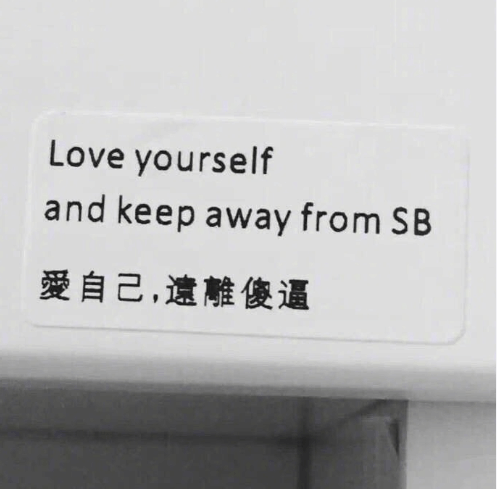 Love yourself
and keep away from SB
愛自己,遠離傻逼